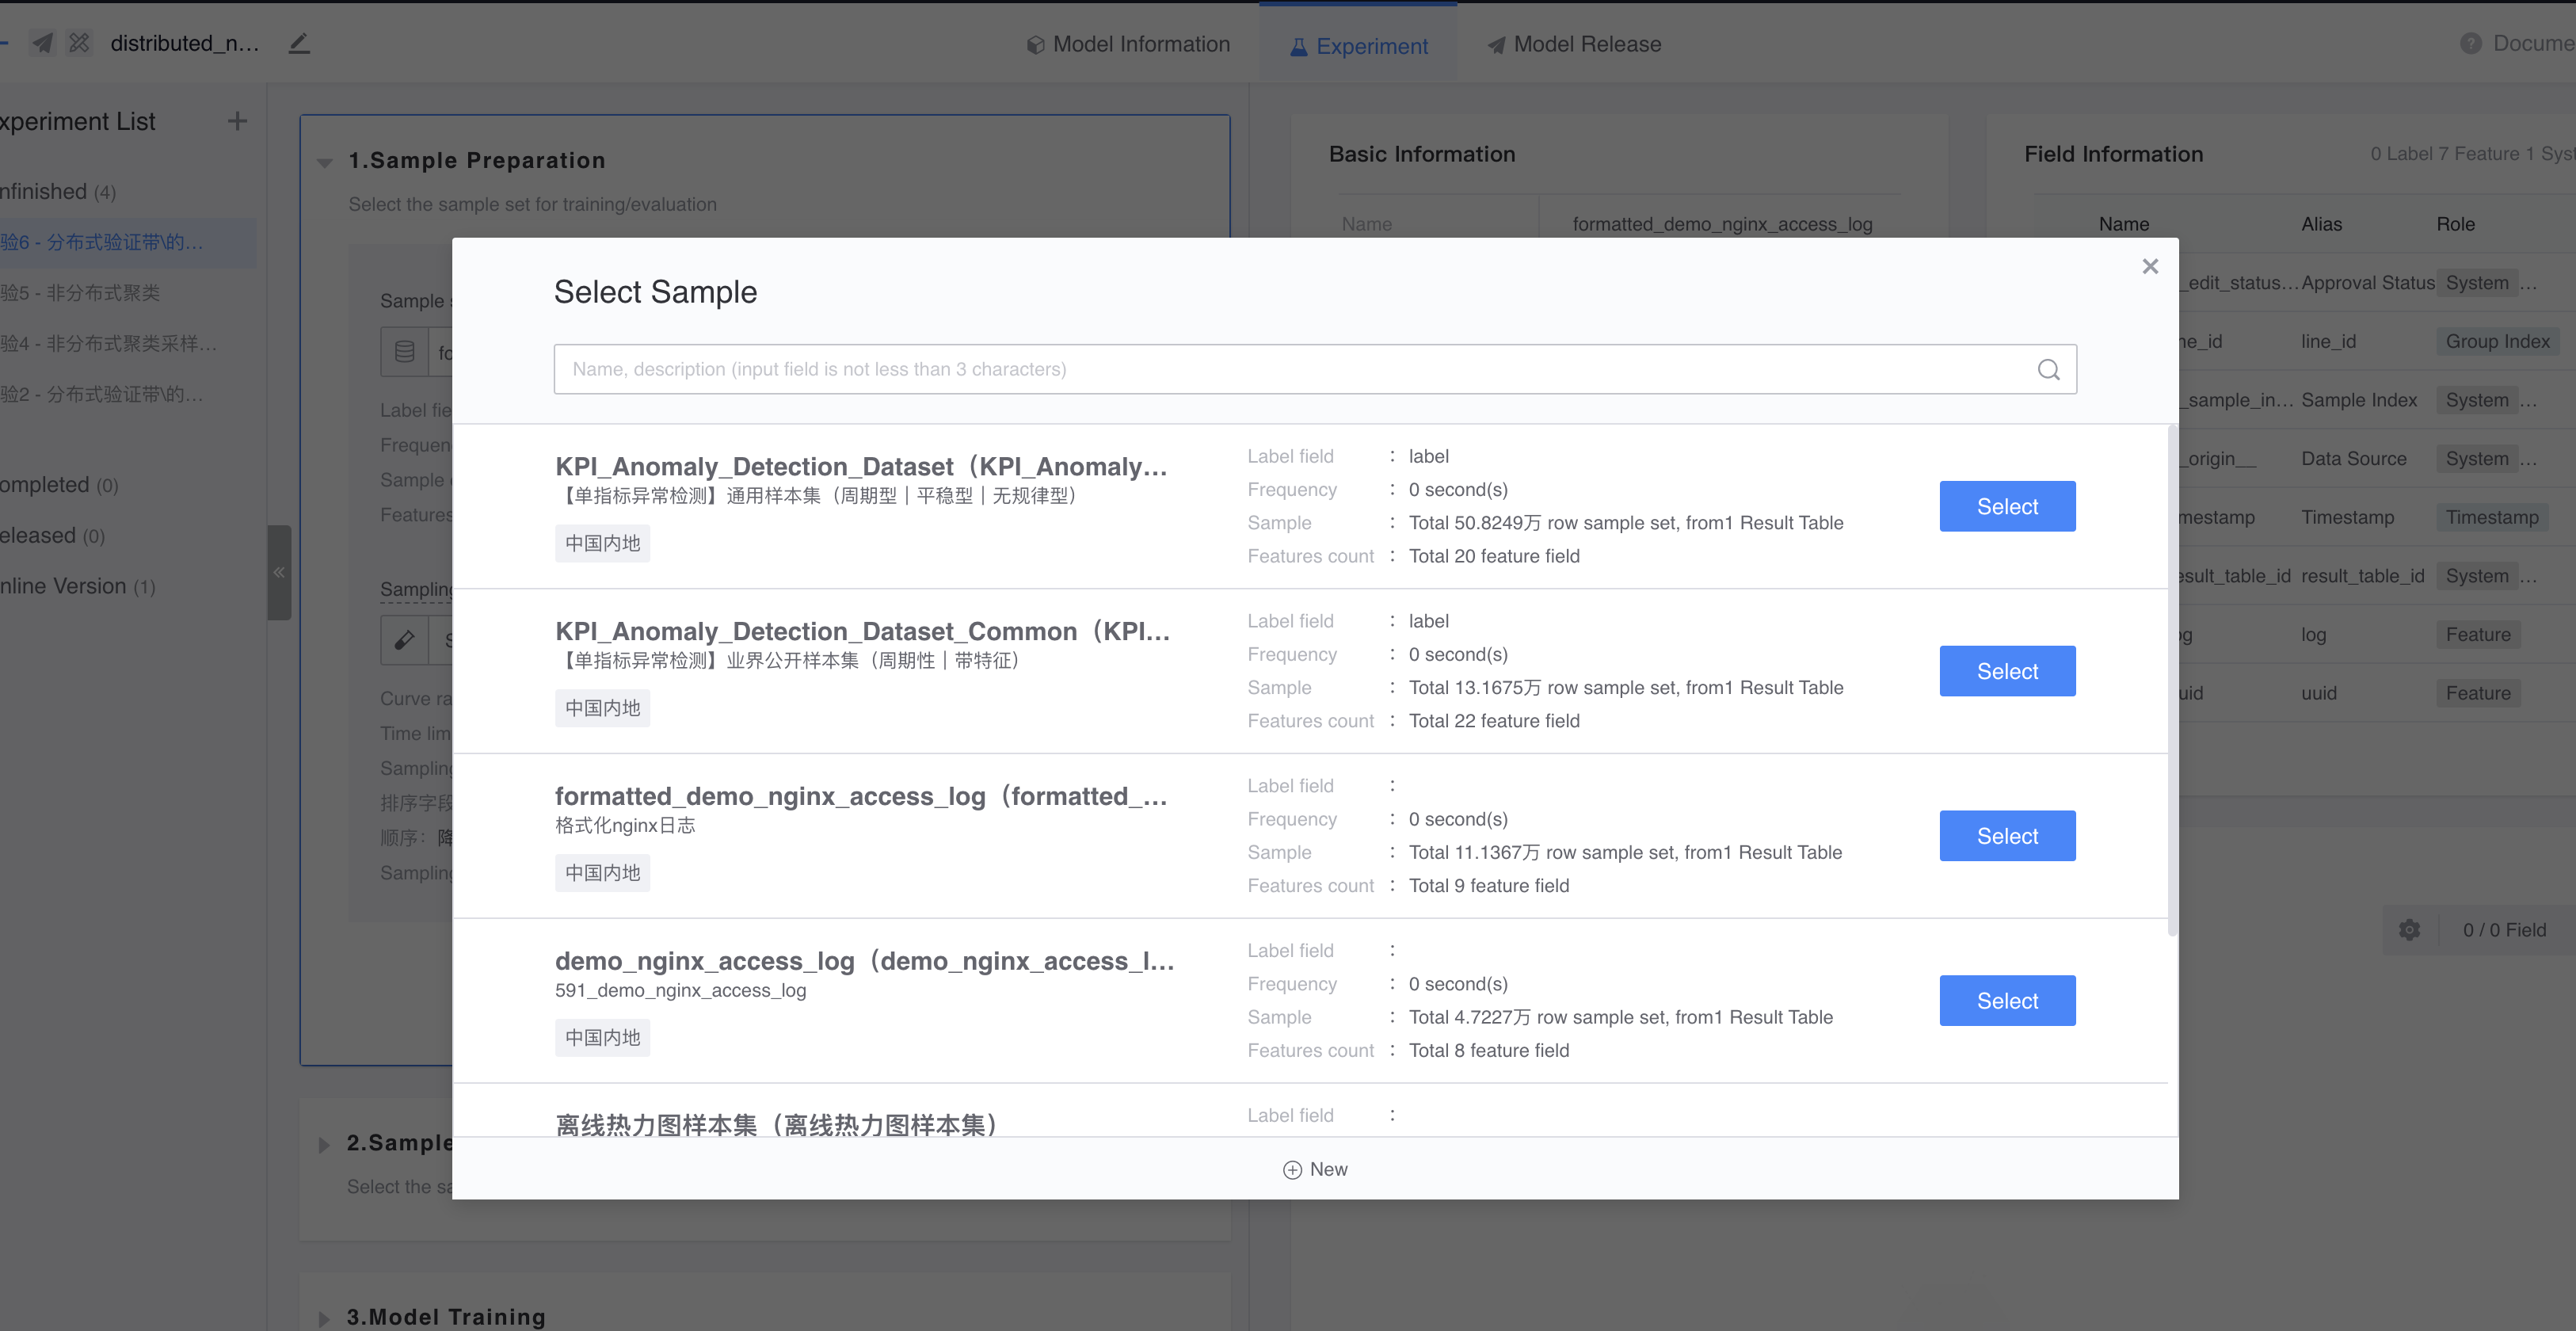 distributed_n...
Model Information
Experiment
Model Release
Docume
xperiment List
nfinished (4)
验6 - 分布式验证带\的...
验5 - 非分布式聚类
验4 - 非分布式聚类采样...
验2 - 分布式验证带\的...
ompleted (0)
eleased (0)
nline Version (1)
1.Sample Preparation
Select the sample set for training/evaluation
Sample
Label fie
Frequen
Sample
Features
Sampling
Curve ra
Time lim
Sampling
排序字段
顺序：降
Sampling
2.Sample
Select the sa
3.Model Training
Basic Information
Name
formatted_demo_nginx_access_log
Field Information
0 Label 7 Feature 1 Syst
Name Alias Role
_edit_status... Approval Status System ...
ne_id line_id Group Index
_sample_in... Sample Index System ...
_origin__ Data Source System ...
mestamp Timestamp Timestamp
esult_table_id result_table_id System ...
og log Feature
uid uuid Feature
0 / 0 Field
Select Sample
Name, description (input field is not less than 3 characters)
KPI_Anomaly_Detection_Dataset（KPI_Anomaly...
【单指标异常检测】通用样本集（周期型｜平稳型｜无规律型）
中国内地
Label field : label
Frequency : 0 second(s)
Sample : Total 50.8249万 row sample set, from1 Result Table
Features count : Total 20 feature field
Select
KPI_Anomaly_Detection_Dataset_Common（KPI...
【单指标异常检测】业界公开样本集（周期性｜带特征）
中国内地
Label field : label
Frequency : 0 second(s)
Sample : Total 13.1675万 row sample set, from1 Result Table
Features count : Total 22 feature field
Select
formatted_demo_nginx_access_log（formatted_...
格式化nginx日志
中国内地
Label field :
Frequency : 0 second(s)
Sample : Total 11.1367万 row sample set, from1 Result Table
Features count : Total 9 feature field
Select
demo_nginx_access_log（demo_nginx_access_l...
591_demo_nginx_access_log
中国内地
Label field :
Frequency : 0 second(s)
Sample : Total 4.7227万 row sample set, from1 Result Table
Features count : Total 8 feature field
Select
离线热力图样本集（离线热力图样本集）
Label field :
New